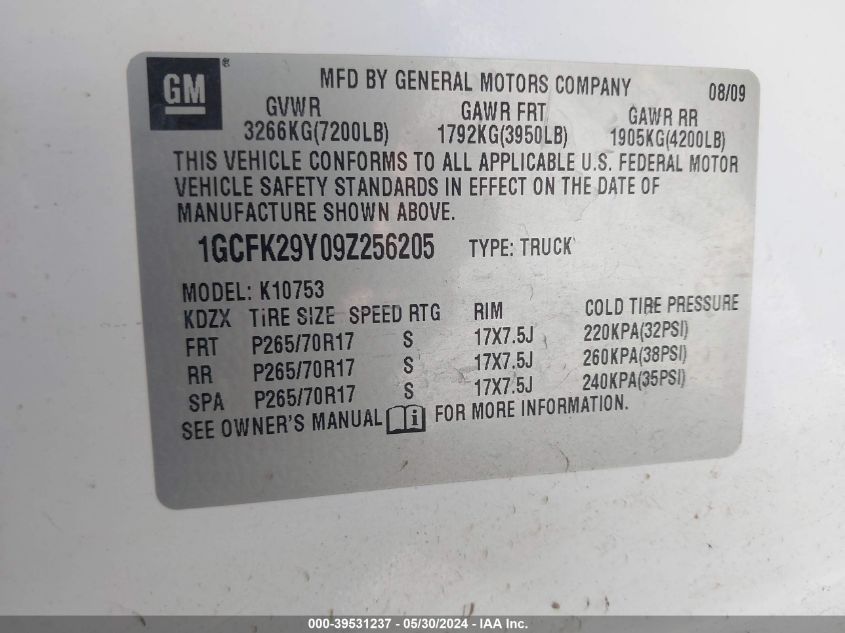 GM®
MFD BY GENERAL MOTORS COMPANY 08/09
GVWR GAWR FRT GAWR RR
3266KG(7200LB) 1792KG(3950LB) 1905KG(4200LB)
THIS VEHICLE CONFORMS TO ALL APPLICABLE U.S. FEDERAL MOTOR
VEHICLE SAFETY STANDARDS IN EFFECT ON THE DATE OF
MANUFACTURE SHOWN ABOVE.
1GCFK29Y09Z256205 TYPE: TRUCK
MODEL: K10753
KDZX TIRE SIZE SPEED RTG RIM COLD TIRE PRESSURE
FRT P265/70R17 S 17X7.5J 220KPA(32PSI)
RR P265/70R17 S 17X7.5J 260KPA(38PSI)
SPA P265/70R17 S 17X7.5J 240KPA(35PSI)
SEE OWNER'S MANUAL i FOR MORE INFORMATION.
000-39531237 - 05/30/2024 - IAA Inc.